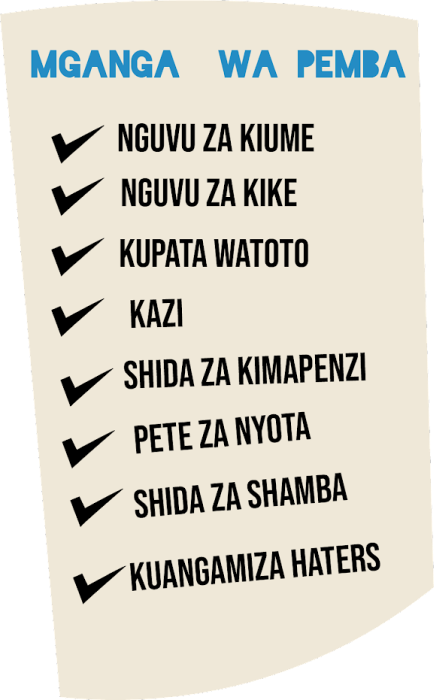 MGANGA WA PEMBA
NGUVU ZA KIUME
NGUVU ZA KIKE
KUPATA WATOTO
KAZI
SHIDA ZA KIMAPENZI
PETE ZA NYOTA
SHIDA ZA SHAMBA
KUANGAMIZA HATERS